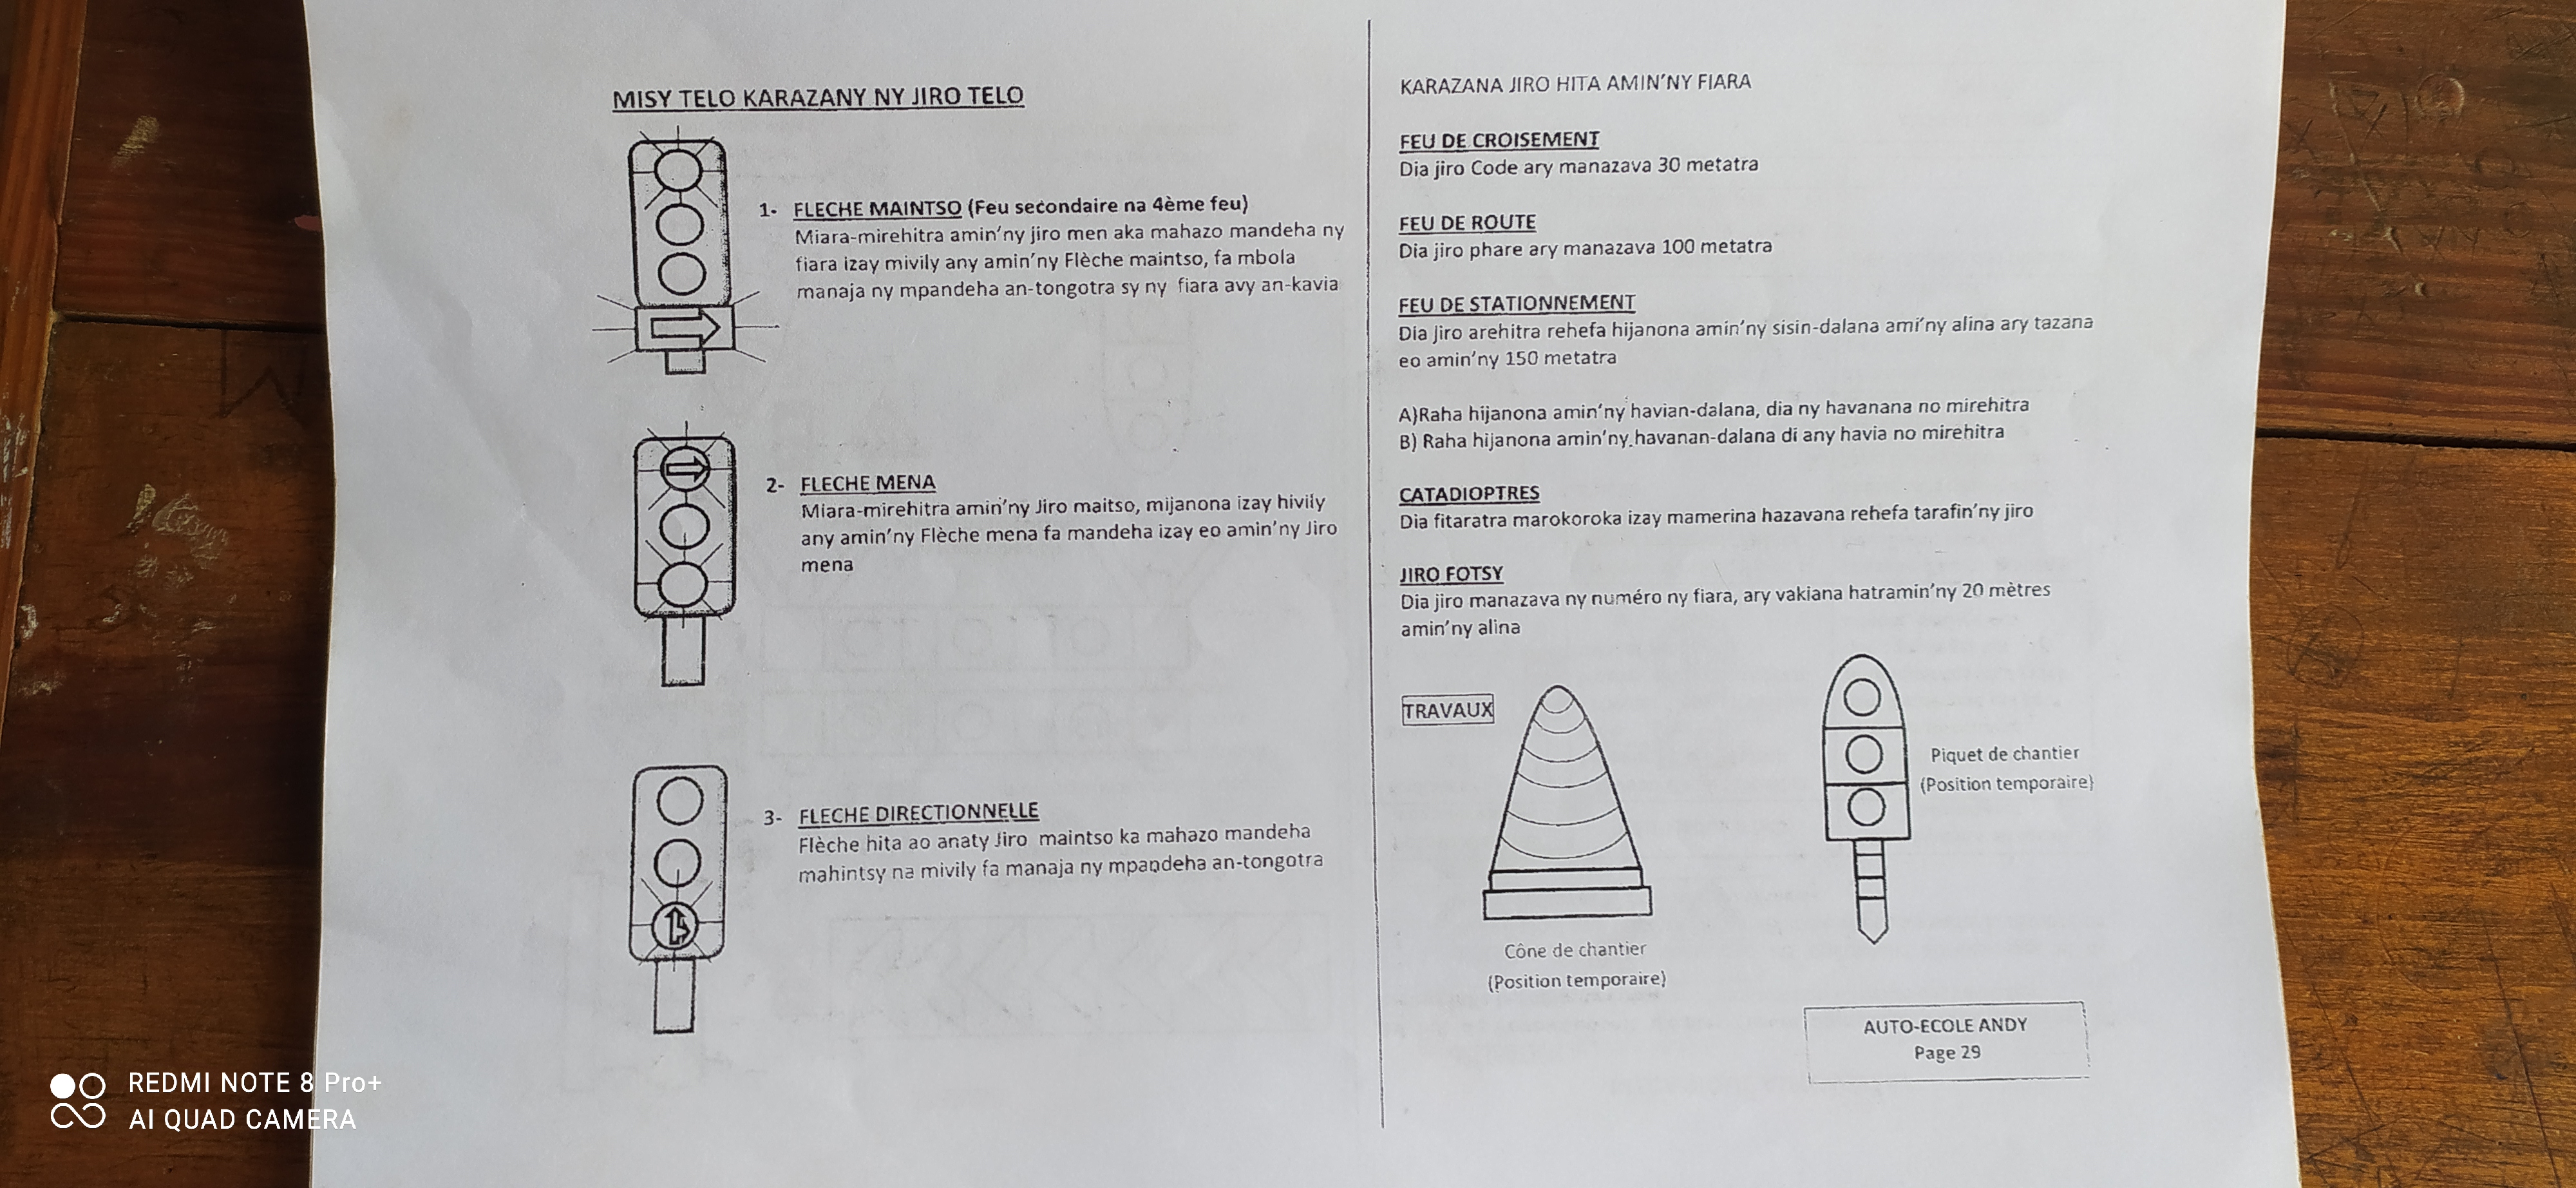 MISY TELO KARAZANY NY JIRO TELO
1- FLECHE MAINTSO (Feu secondaire na 4ème feu)
Miara-mirehitra amin'ny jiro men aka mahazo mandeha ny
fiara izay mivily any amin'ny Flèche maintso, fa mbola
manaja ny mpandeha an-tongotra sy ny fiara avy an-kavia
2- FLECHE MENA
Miara-mirehitra amin'ny Jiro maitso, mijanona izay hivily
any amin'ny Flèche mena fa mandeha izay eo amin'ny Jiro
mena
3- FLECHE DIRECTIONNELLE
Flèche hita ao anaty Jiro maintso ka mahazo mandeha
mahintsy na mivily fa manaja ny mpandeha an-tongotra
KARAZANA JIRO HITA AMIN'NY FIARA
FEU DE CROISEMENT
Dia jiro Code ary manazava 30 metatra
FEU DE ROUTE
Dia jiro phare ary manazava 100 metatra
FEU DE STATIONNEMENT
Dia jiro arehitra rehefa hijanona amin'ny sisin-dalana ami'ny alina ary tazana
eo amin'ny 150 metatra
A)Raha hijanona amin'ny havian-dalana, dia ny havanana no mirehitra
B) Raha hijanona amin'ny havanan-dalana di any havia no mirehitra
CATADIOPTRES
Dia fitaratra marokoroka izay mamerina hazavana rehefa tarafin'ny jiro
JIRO FOTSY
Dia jiro manazava ny numéro ny fiara, ary vakiana hatramin'ny 20 mètres
amin'ny alina
TRAVAUX
Piquet de chantier
(Position temporaire)
Cône de chantier
(Position temporaire)
AUTO-ECOLE ANDY
Page 29
REDMI NOTE 8 Pro+
AI QUAD CAMERA